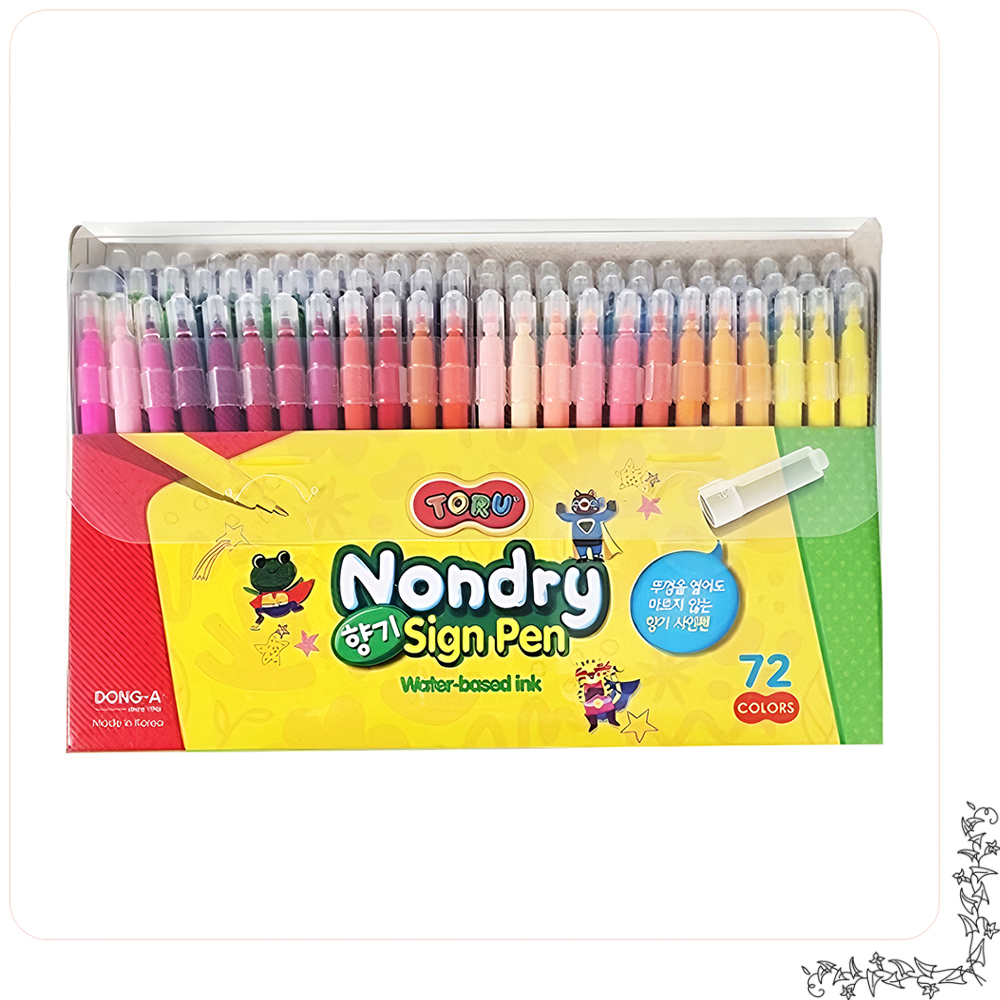 TORU
Nondry
향기 Sign Pen
Water-based ink
뚜껑을 열어도
마르지 않는
향기 사인펜
72
COLORS
DONG-A
Made in Korea